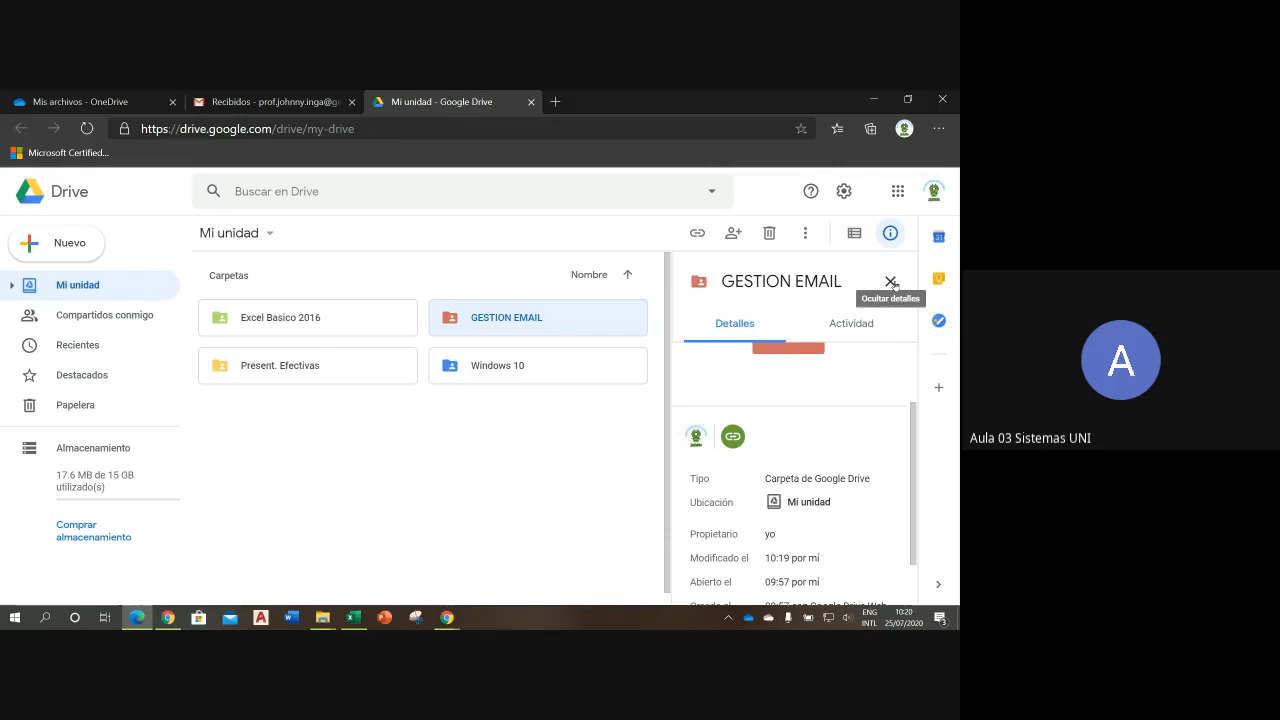 Mis archivos - OneDrive
Recibidos - prof.johnny.inga@g
Mi unidad - Google Drive
https://drive.google.com/drive/my-drive
Microsoft Certified...
Drive
Buscar en Drive
Nuevo
Mi unidad
Compartidos conmigo
Recientes
Destacados
Papelera
Almacenamiento
17.6 MB de 15 GB
utilizado(s)
Comprar
almacenamiento
Mi unidad
Carpetas
Nombre
Excel Basico 2016
GESTION EMAIL
Present. Efectivas
Windows 10
GESTION EMAIL
Ocultar detalles
Detalles
Actividad
Tipo Carpeta de Google Drive
Ubicación Mi unidad
Propietario yo
Modificado el 10:19 por mí
Abierto el 09:57 por mí
31
A
Aula 03 Sistemas UNI
ENG
INTL
10:20
25/07/2020
3